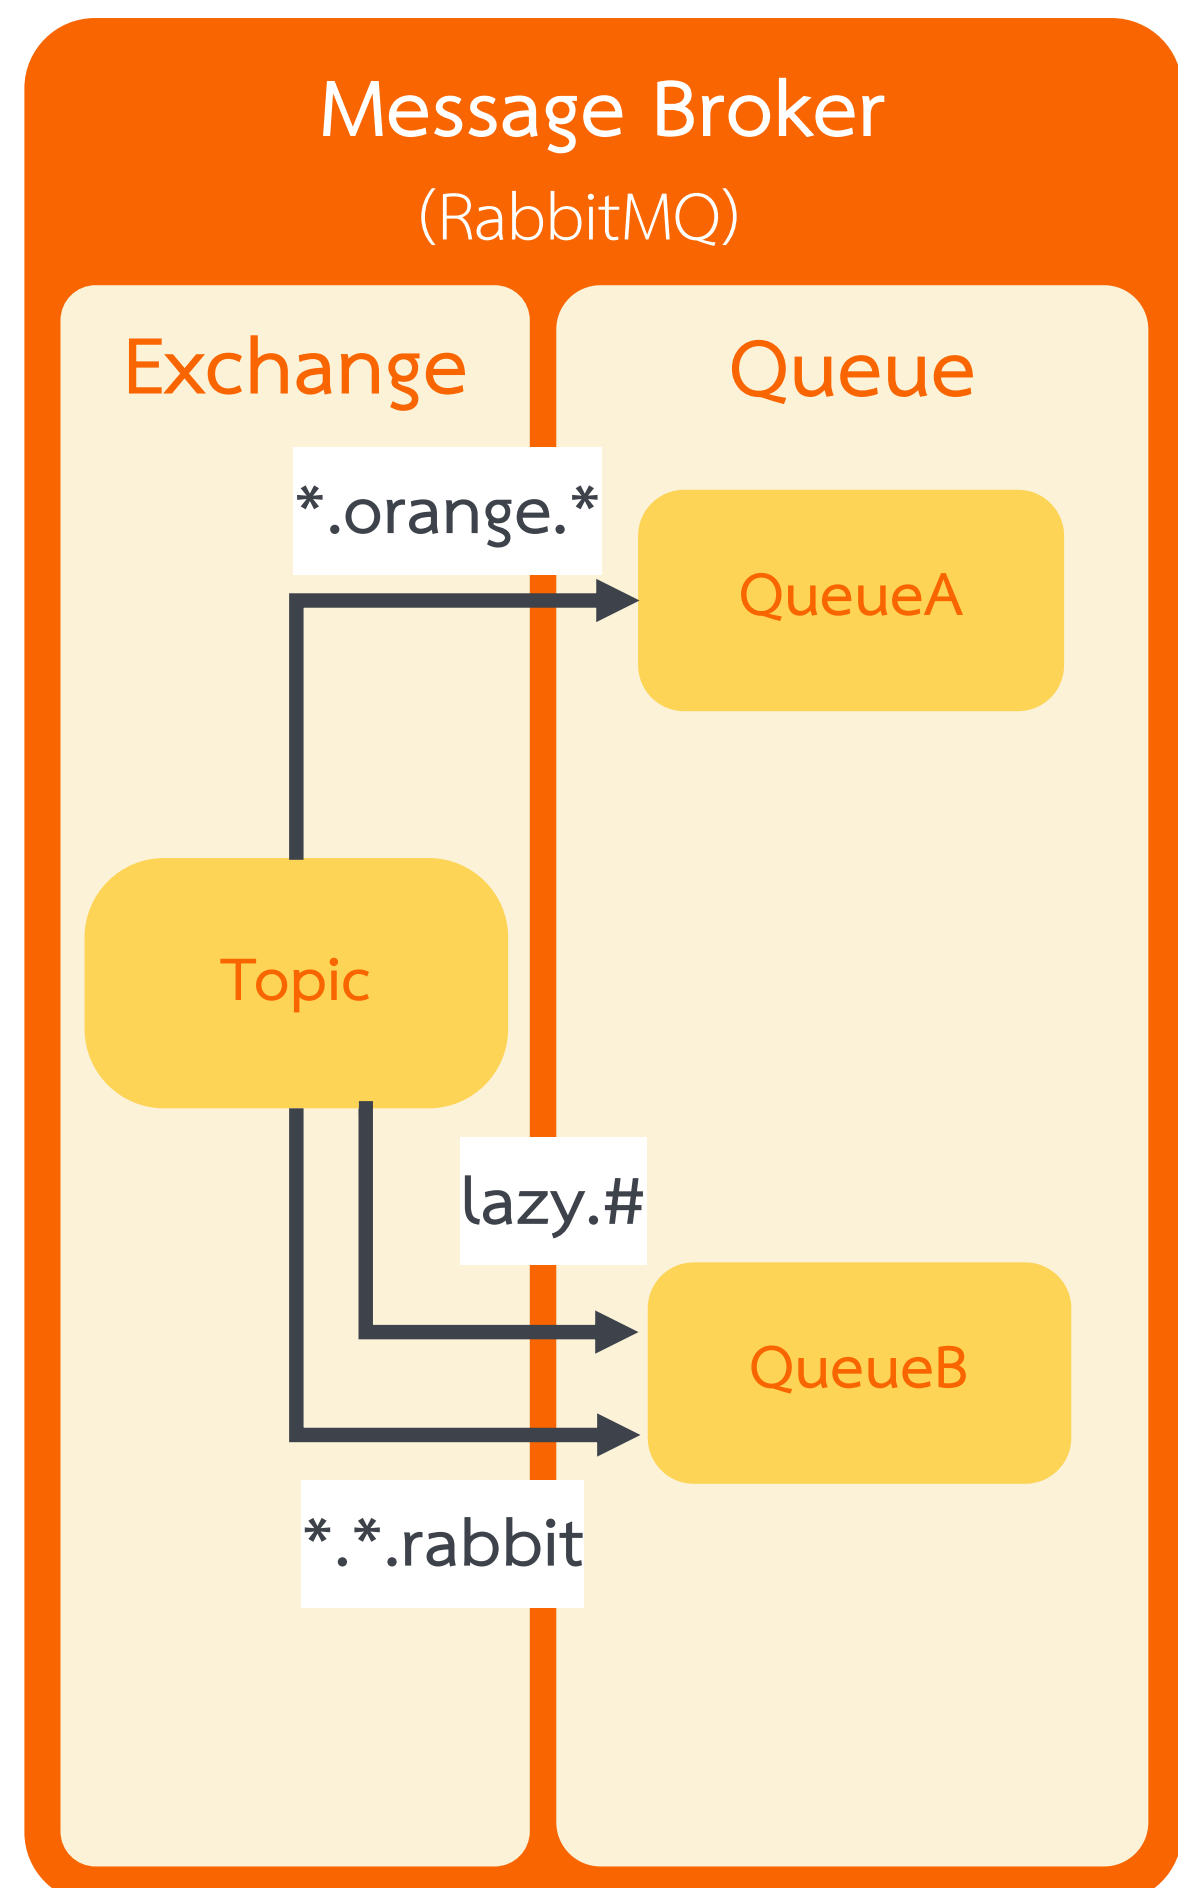 Message Broker
(RabbitMQ)
Exchange
Queue
*.orange.*
QueueA
Topic
lazy.#
QueueB
*.*.rabbit